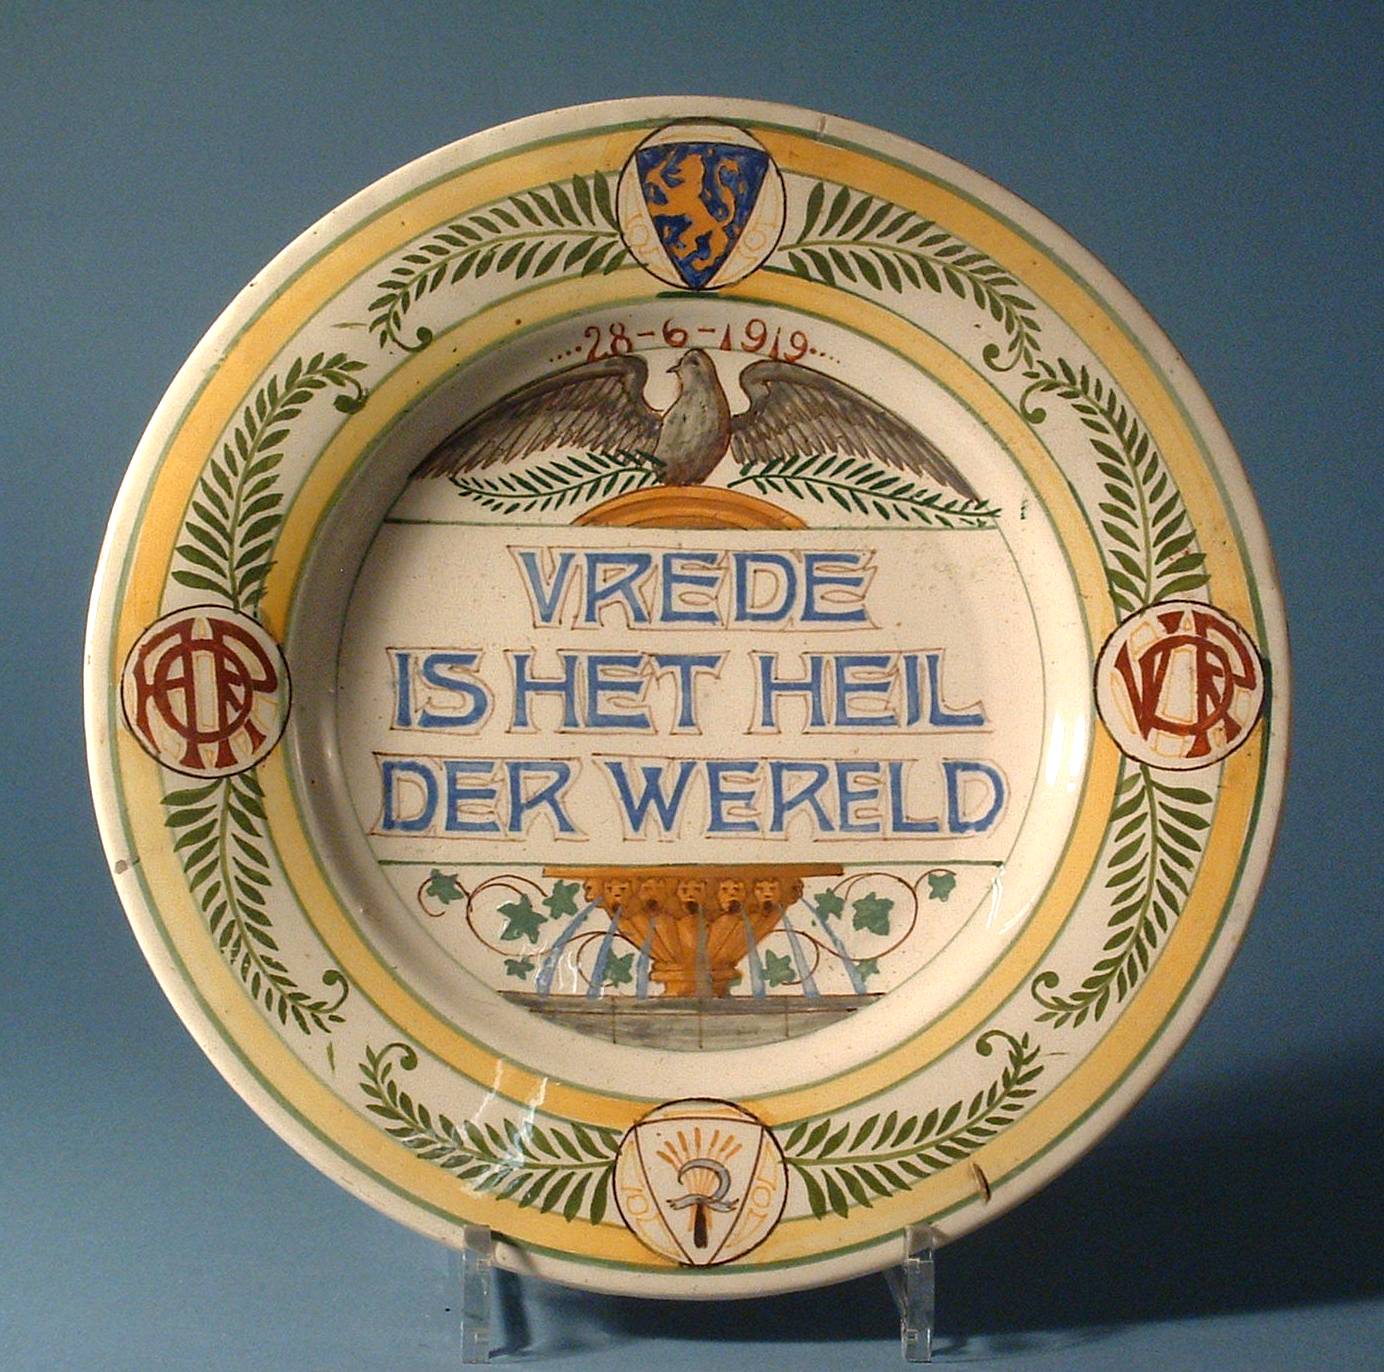 28-6-1919
VREDE
IS HET HEIL
DER WERELD